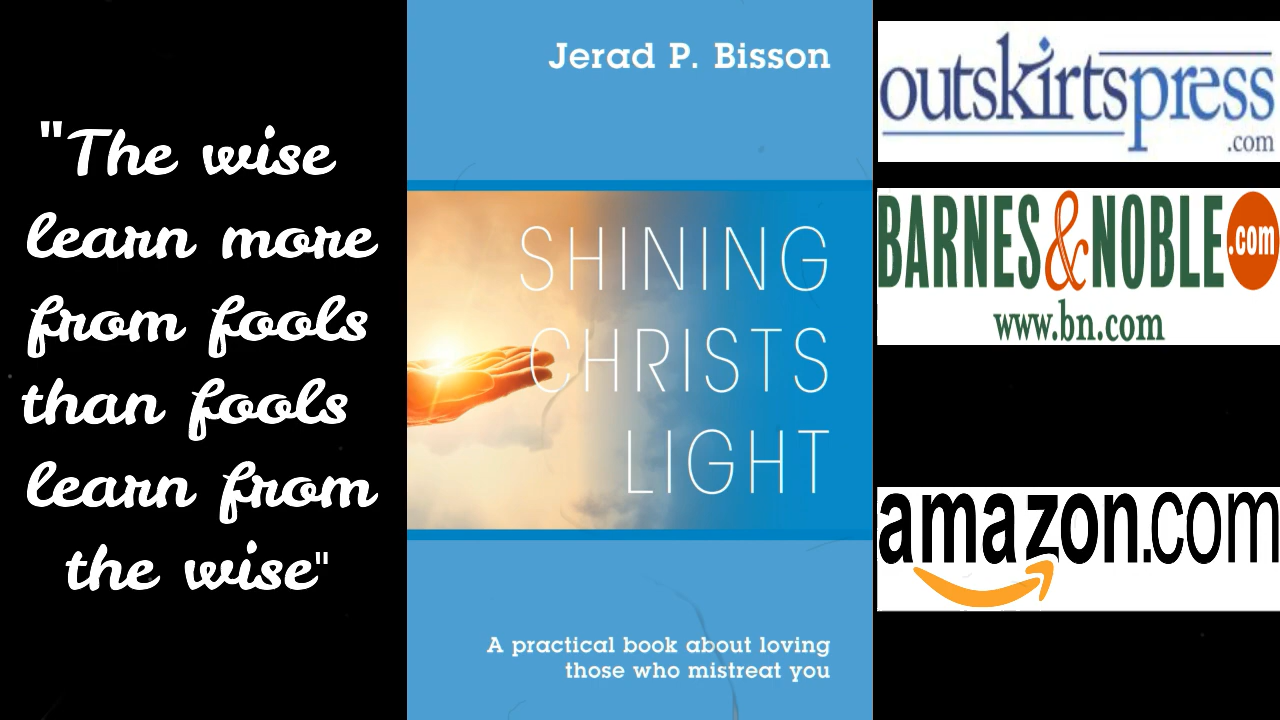 "The wise
learn more
from fools
than fools
learn from
the wise"
Jerad P. Bisson
SHINING
CHRISTS
LIGHT
A practical book about loving
those who mistreat you
outskirtspress
.com
BARNES&NOBLE.com
www.bn.com
amazon.com